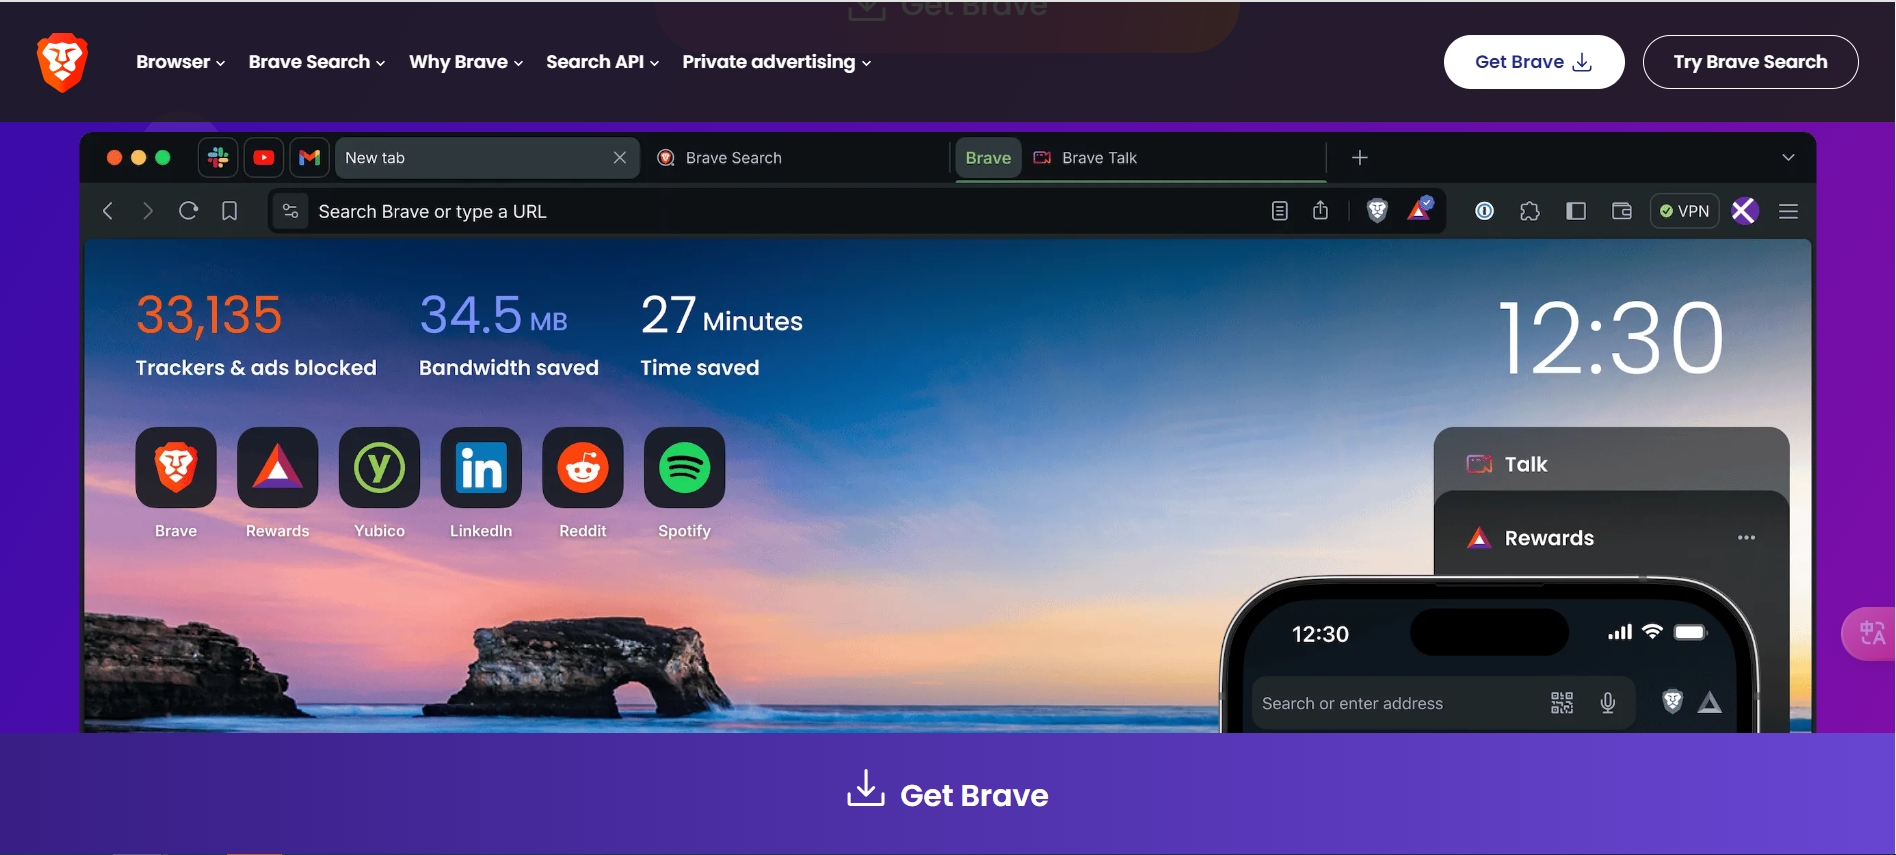 Get Brave
Browser
Brave Search
Why Brave
Search API
Private advertising
Get Brave
Try Brave Search
New tab
Brave Search
Brave
Brave Talk
Search Brave or type a URL
VPN
33,135
Trackers & ads blocked
34.5 MB
Bandwidth saved
27 Minutes
Time saved
12:30
Brave
Rewards
Yubico
LinkedIn
Reddit
Spotify
Talk
Rewards
12:30
Search or enter address
Get Brave